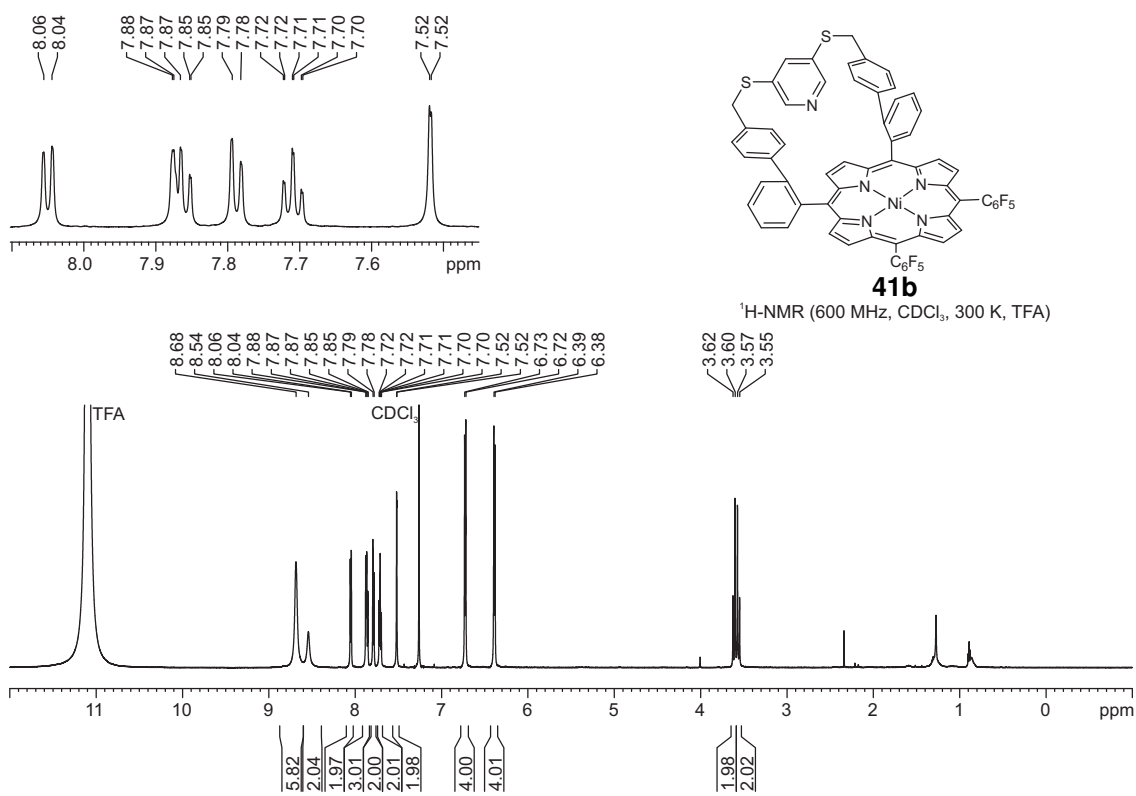 8.06 8.04 7.88 7.87 7.87 7.85 7.85 7.79 7.78 7.72 7.72 7.71 7.71 7.70 7.70 7.52 7.52
8.0 7.9 7.8 7.7 7.6 ppm
S
S
N
N
N
Ni
N
N
C₆F₅
C₆F₅
41b
¹H-NMR (600 MHz, CDCl₃, 300 K, TFA)
8.68 8.54 8.06 8.04 7.88 7.87 7.87 7.85 7.85 7.79 7.78 7.72 7.72 7.71 7.71 7.70 7.70 7.52 7.52 6.73 6.72 6.39 6.38
3.62 3.60 3.57 3.55
TFA
CDCl₃
11 10 9 8 7 6 5 4 3 2 1 0 ppm
5.82 2.04 1.97 3.01 2.00 2.01 1.98 4.00 4.01 1.98 2.02